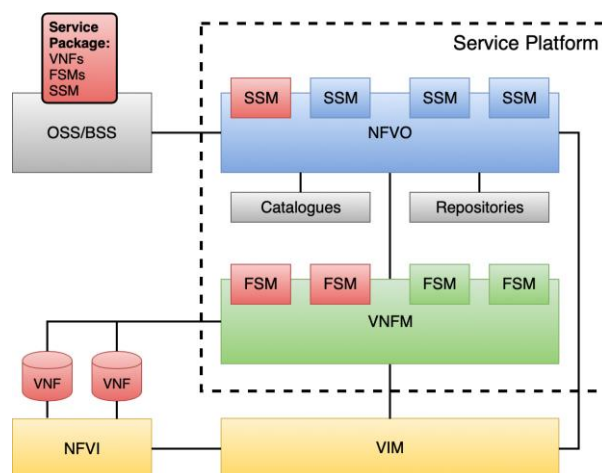 Service
Package:
VNFs
FSMs
SSM
Service Platform
OSS/BSS
SSM
SSM
SSM
SSM
NFVO
Catalogues
Repositories
FSM
FSM
FSM
FSM
VNFM
VNF
VNF
NFVI
VIM